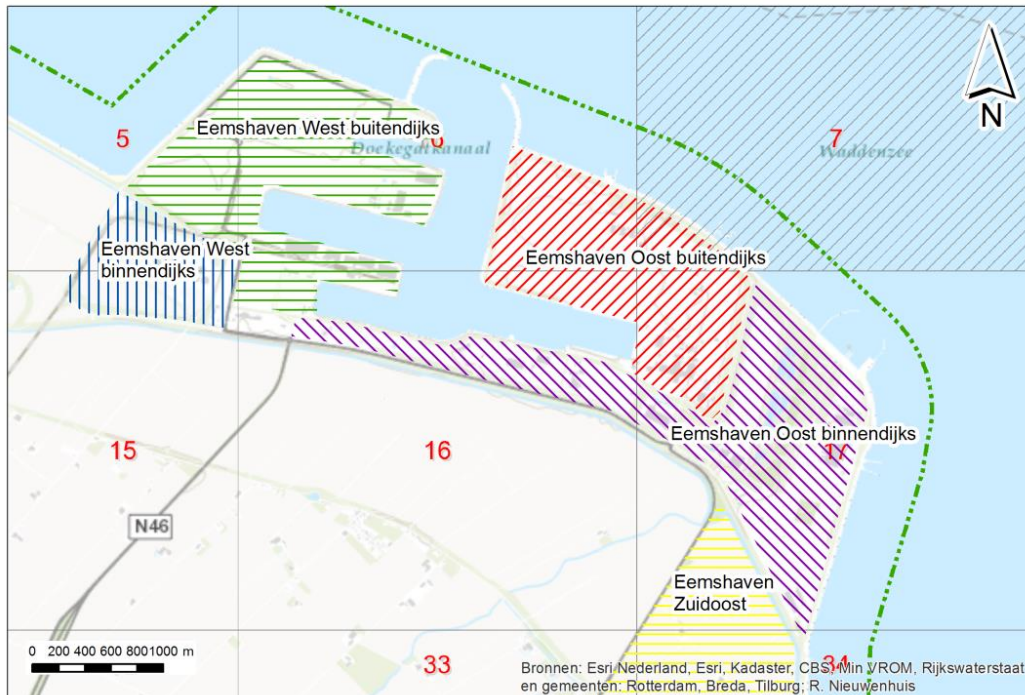 N
5
6
7
Eemshaven West buitendijks
Doekegatkanaal
Waddenzee
Eemshaven West
binnendijks
Eemshaven Oost buitendijks
Eemshaven Oost binnendijks
15
16
17
N46
Eemshaven
Zuidoost
0 200 400 600 8001000 m
33
34
Bronnen: Esri Nederland, Esri, Kadaster, CBS, Min VROM, Rijkswaterstaat
en gemeenten: Rotterdam, Breda, Tilburg; R. Nieuwenhuis